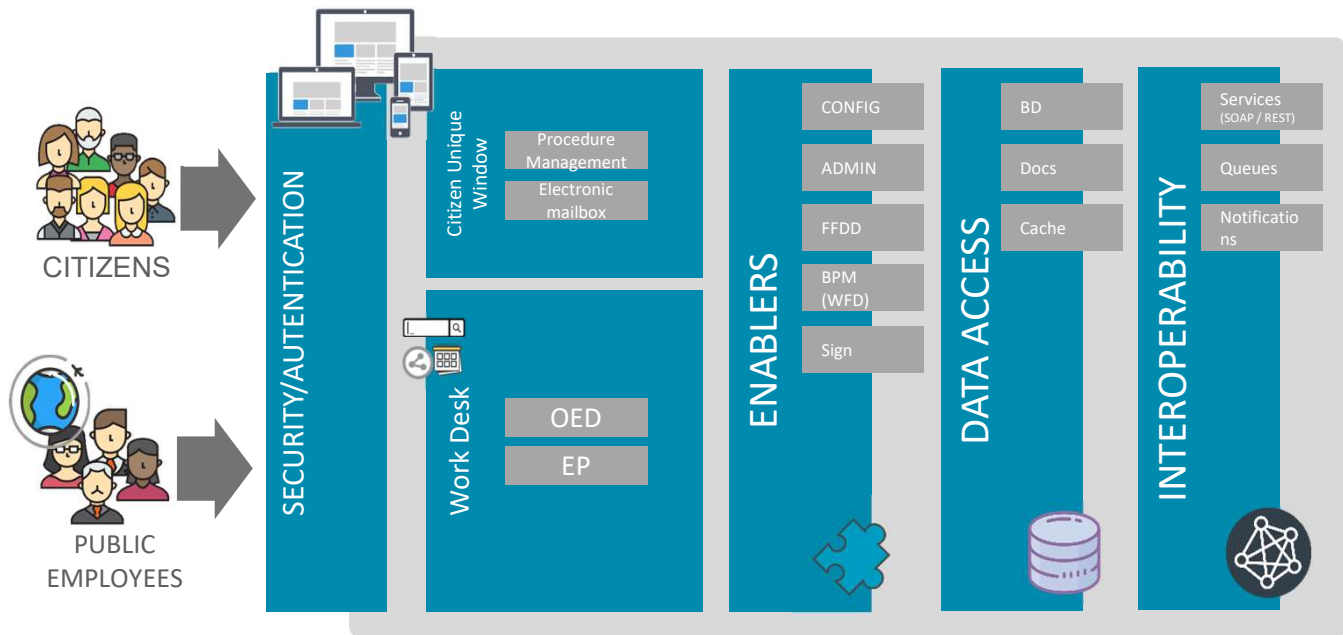 CITIZENS
PUBLIC
EMPLOYEES
SECURITY/AUTENTICATION
Citizen Unique
Window
Procedure
Management
Electronic
mailbox
Work Desk
OED
EP
ENABLERS
CONFIG
ADMIN
FFDD
BPM
(WFD)
Sign
DATA ACCESS
BD
Docs
Cache
INTEROPERABILITY
Services
(SOAP / REST)
Queues
Notificatio
ns